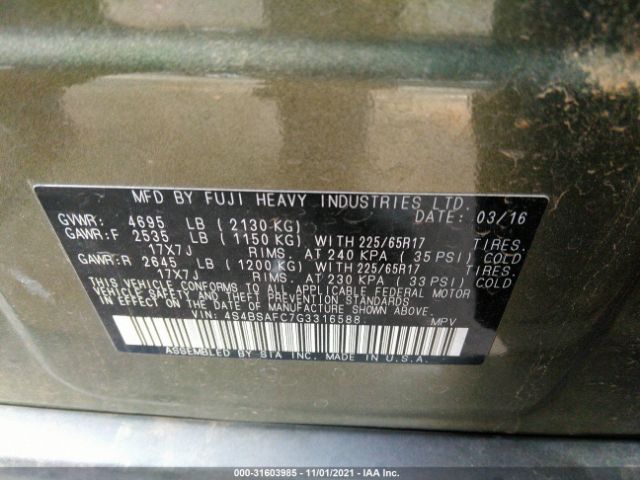 MFD BY FUJI HEAVY INDUSTRIES LTD.
GVWR: 4695 LB (2130 KG) DATE: 03/16
GAWR:F 2535 LB (1150 KG) WITH 225/65R17 TIRES.
17X7J RIMS. AT 240 KPA (35 PSI) COLD
GAWR:R 2645 LB (1200 KG) WITH 225/65R17 TIRES.
17X7J RIMS. AT 230 KPA (33 PSI) COLD
THIS VEHICLE CONFORMS TO ALL APPLICABLE FEDERAL MOTOR
VEHICLE SAFETY AND THEFT PREVENTION STANDARDS
IN EFFECT ON THE DATE OF MANUFACTURE SHOWN ABOVE.
VIN: 4S4BSAFC7G3316588 MPV
ASSEMBLED BY SIA INC. MADE IN U.S.A.
000-31603985 - 11/01/2021 - IAA Inc.